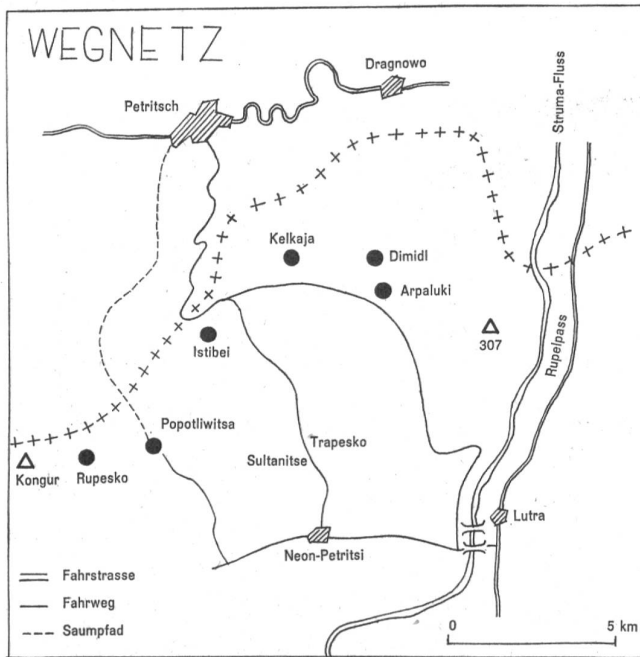 WEGNETZ
Dragnowo
Petritsch
Struma-Fluss
Kelkaja
Dimidl
Arpaluki
307
Rupelpass
Istibei
Popotliwitsa
Trapesko
Sultanitse
Kongur
Rupesko
Lutra
Neon-Petritsi
Fahrstrasse
Fahrweg
Saumpfad
0
5 km